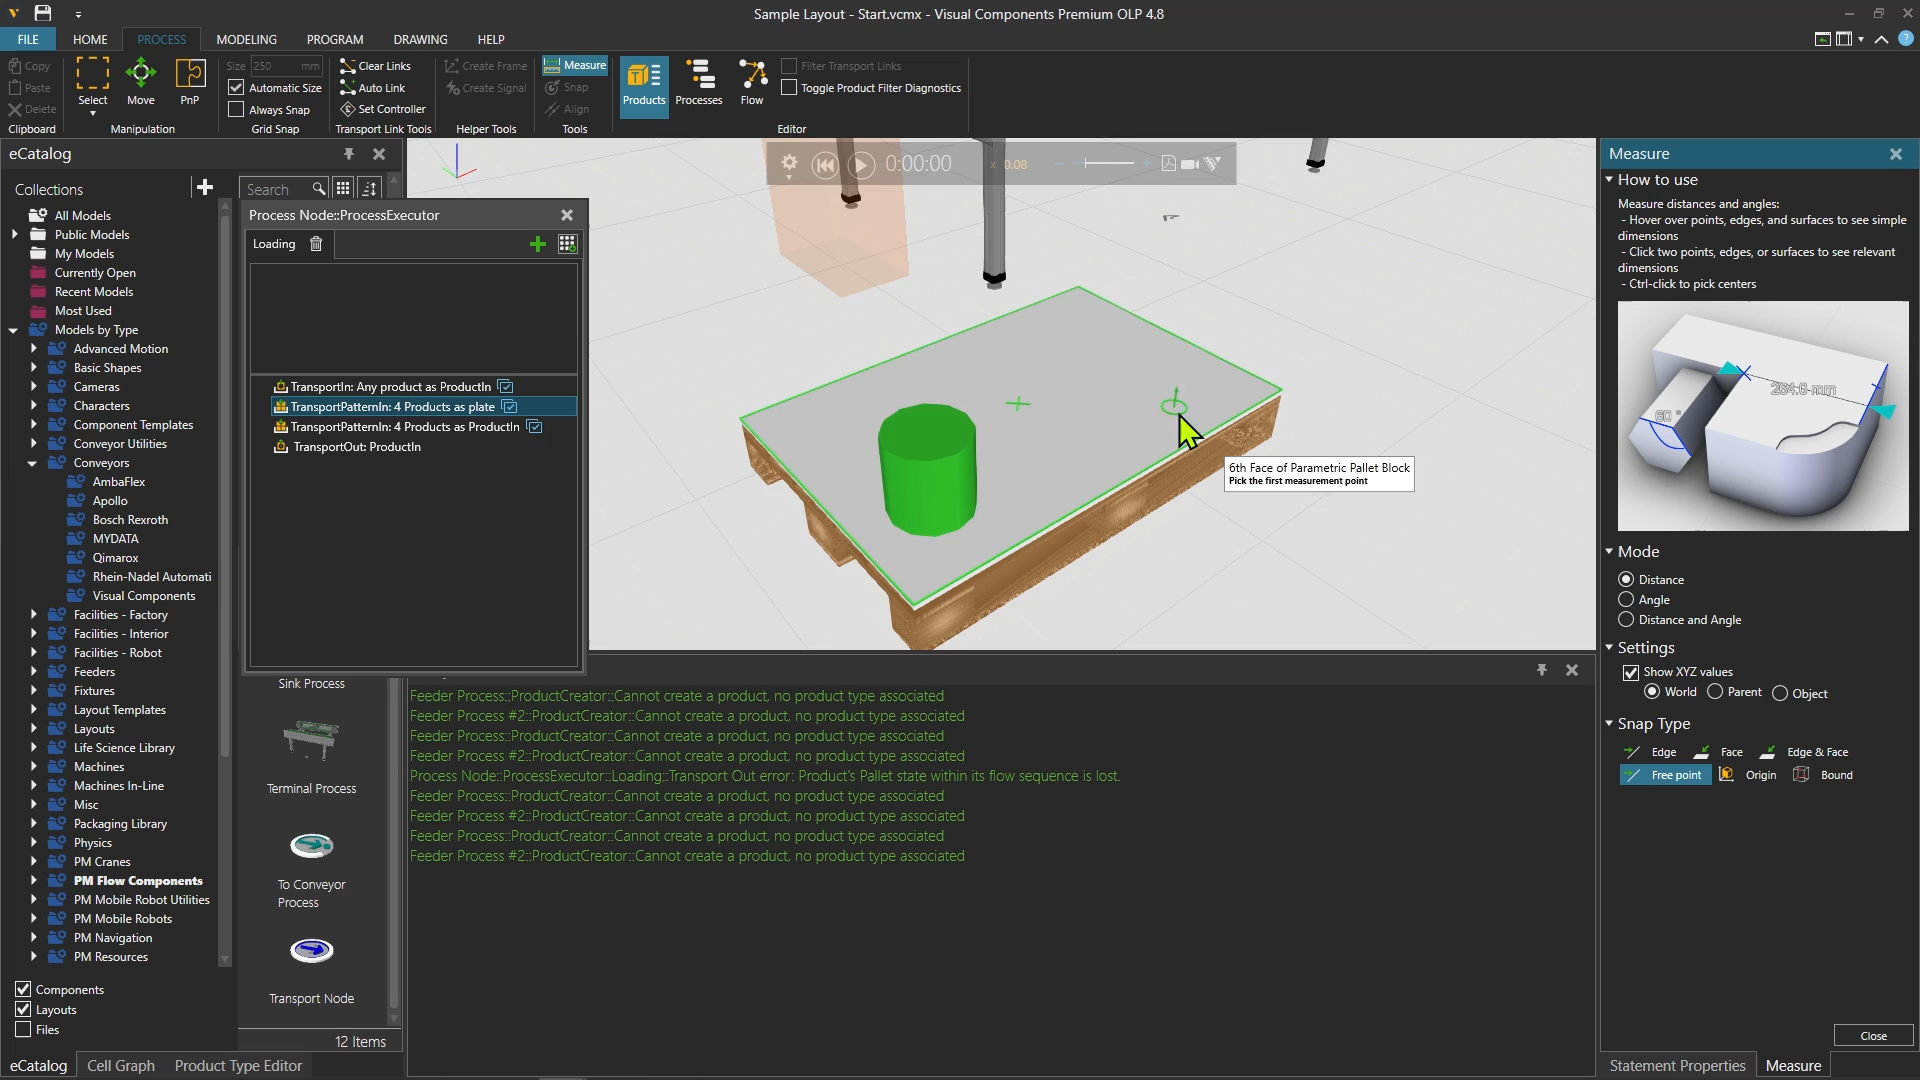 Sample Layout - Start.vcmx - Visual Components Premium OLP 4.8
FILE
HOME
PROCESS
MODELING
PROGRAM
DRAWING
HELP
Copy
Paste
Delete
Clipboard
Select
Move
PnP
Manipulation
Size 250 mm
Automatic Size
Always Snap
Grid Snap
Clear Links
Auto Link
Set Controller
Transport Link Tools
Create Frame
Create Signal
Helper Tools
Measure
Snap
Align
Tools
Products
Processes
Flow
Filter Transport Links
Toggle Product Filter Diagnostics
Editor
eCatalog
Collections
Search
All Models
Public Models
My Models
Currently Open
Recent Models
Most Used
Models by Type
Advanced Motion
Basic Shapes
Cameras
Characters
Component Templates
Conveyor Utilities
Conveyors
AmbaFlex
Apollo
Bosch Rexroth
MYDATA
Qimarox
Rhein-Nadel Automati
Visual Components
Facilities - Factory
Facilities - Interior
Facilities - Robot
Feeders
Fixtures
Layout Templates
Layouts
Life Science Library
Machines
Machines In-Line
Misc
Packaging Library
Physics
PM Cranes
PM Flow Components
PM Mobile Robot Utilities
PM Mobile Robots
PM Navigation
PM Resources
Components
Layouts
Files
eCatalog
Cell Graph
Product Type Editor
Process Node::ProcessExecutor
Loading
TransportIn: Any product as ProductIn
TransportPatternIn: 4 Products as plate
TransportPatternIn: 4 Products as ProductIn
TransportOut: ProductIn
Sink Process
Terminal Process
To Conveyor
Process
Transport Node
12 Items
0:00:00
x 0.08
6th Face of Parametric Pallet Block
Pick the first measurement point
Feeder Process::ProductCreator::Cannot create a product, no product type associated
Feeder Process #2::ProductCreator::Cannot create a product, no product type associated
Feeder Process::ProductCreator::Cannot create a product, no product type associated
Feeder Process #2::ProductCreator::Cannot create a product, no product type associated
Process Node::ProcessExecutor::Loading::Transport Out error: Product's Pallet state within its flow sequence is lost.
Feeder Process::ProductCreator::Cannot create a product, no product type associated
Feeder Process #2::ProductCreator::Cannot create a product, no product type associated
Feeder Process::ProductCreator::Cannot create a product, no product type associated
Feeder Process #2::ProductCreator::Cannot create a product, no product type associated
Measure
How to use
Measure distances and angles:
- Hover over points, edges, and surfaces to see simple
dimensions
- Click two points, edges, or surfaces to see relevant
dimensions
- Ctrl-click to pick centers
264.6 mm
60 °
Mode
Distance
Angle
Distance and Angle
Settings
Show XYZ values
World
Parent
Object
Snap Type
Edge
Face
Edge & Face
Free point
Origin
Bound
Close
Statement Properties
Measure